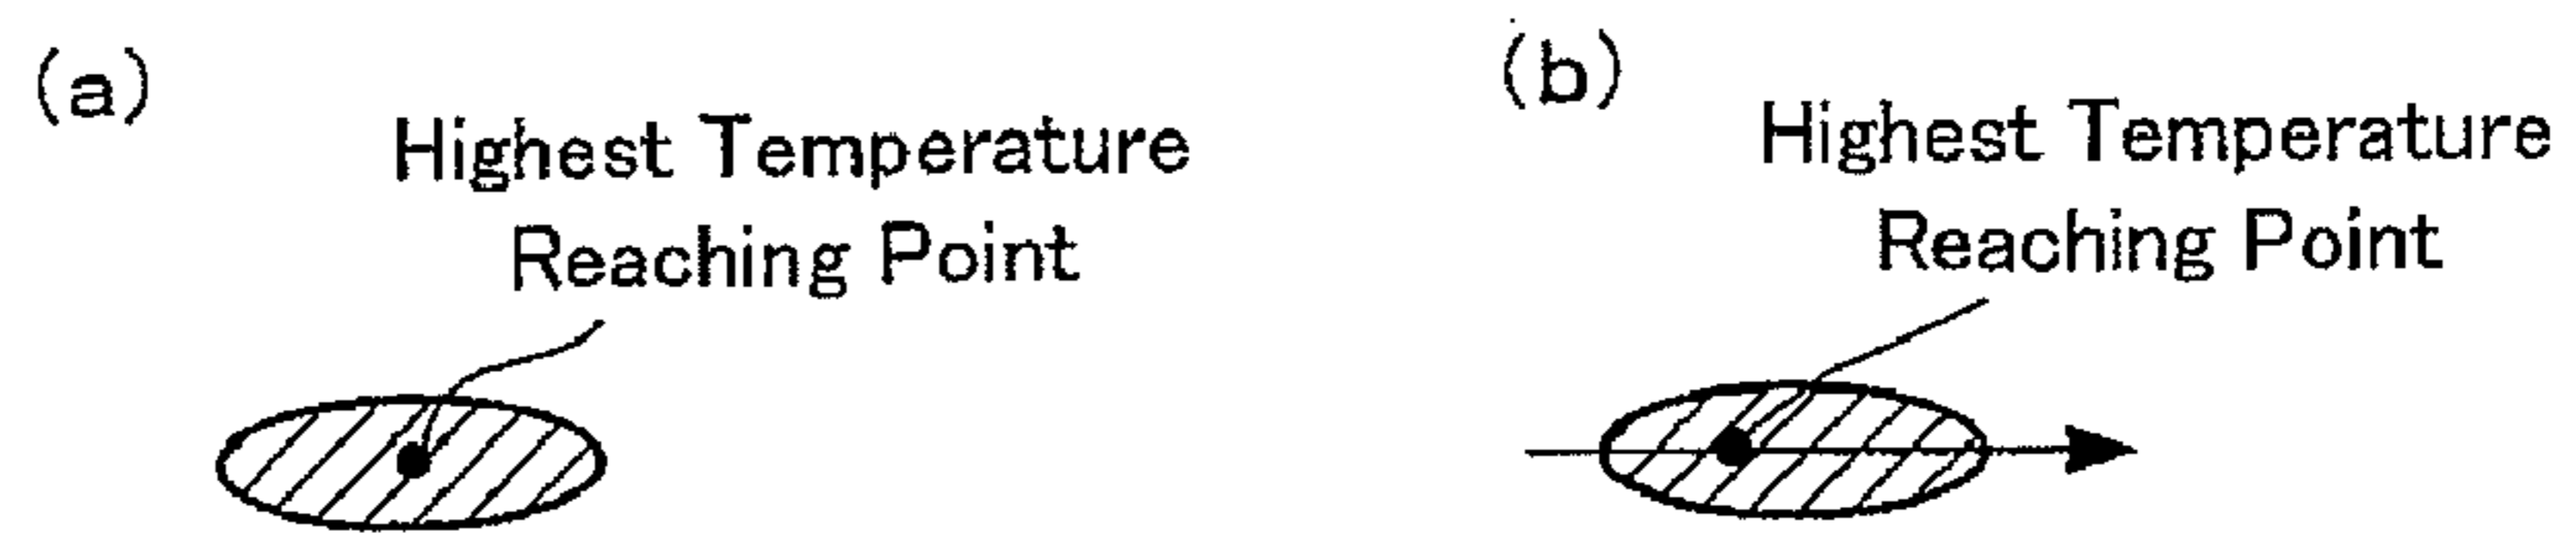 (a)
Highest Temperature
Reaching Point
(b)
Highest Temperature
Reaching Point